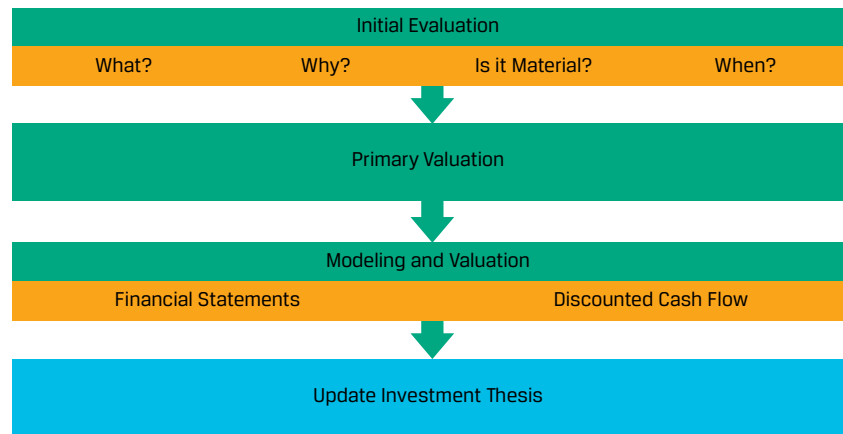 Initial Evaluation
What? Why? Is it Material? When?
Primary Valuation
Modeling and Valuation
Financial Statements Discounted Cash Flow
Update Investment Thesis